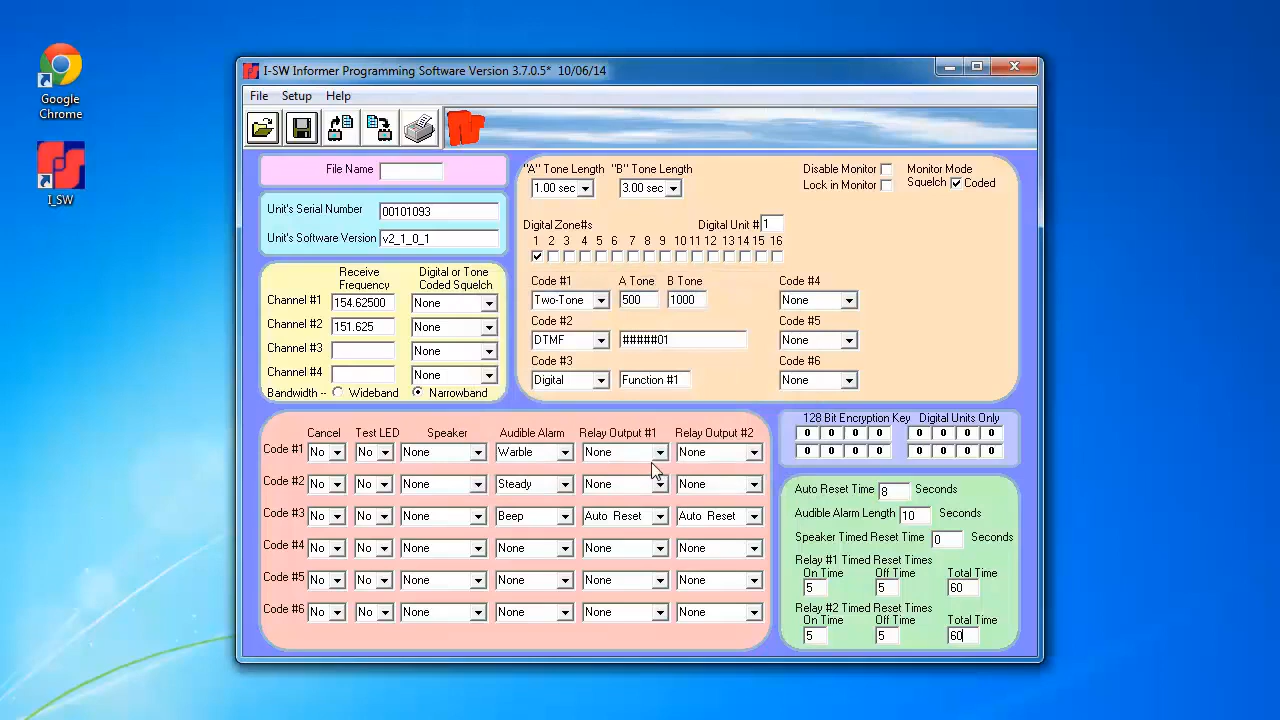 Google
Chrome
I_SW
I-SW Informer Programming Software Version 3.7.0.5* 10/06/14
File Setup Help
File Name
Unit's Serial Number 00101093
Unit's Software Version v2_1_0_1
Receive Frequency Digital or Tone Coded Squelch
Channel #1 154.62500 None
Channel #2 151.625 None
Channel #3 None
Channel #4 None
Bandwidth -- Wideband Narrowband
"A" Tone Length "B" Tone Length
1.00 sec 3.00 sec
Disable Monitor
Lock in Monitor
Monitor Mode
Squelch Coded
Digital Zone#s Digital Unit # 1
1 2 3 4 5 6 7 8 9 10 11 12 13 14 15 16
Code #1 A Tone B Tone Code #4
Two-Tone 500 1000 None
Code #2 Code #5
DTMF #####01 None
Code #3 Code #6
Digital Function #1 None
Cancel Test LED Speaker Audible Alarm Relay Output #1 Relay Output #2
Code #1 No No None Warble None None
Code #2 No No None Steady None None
Code #3 No No None Beep Auto Reset Auto Reset
Code #4 No No None None None None
Code #5 No No None None None None
Code #6 No No None None None None
128 Bit Encryption Key Digital Units Only
0 0 0 0 0 0 0 0
0 0 0 0 0 0 0 0
Auto Reset Time 8 Seconds
Audible Alarm Length 10 Seconds
Speaker Timed Reset Time 0 Seconds
Relay #1 Timed Reset Times
On Time Off Time Total Time
5 5 60
Relay #2 Timed Reset Times
On Time Off Time Total Time
5 5 60